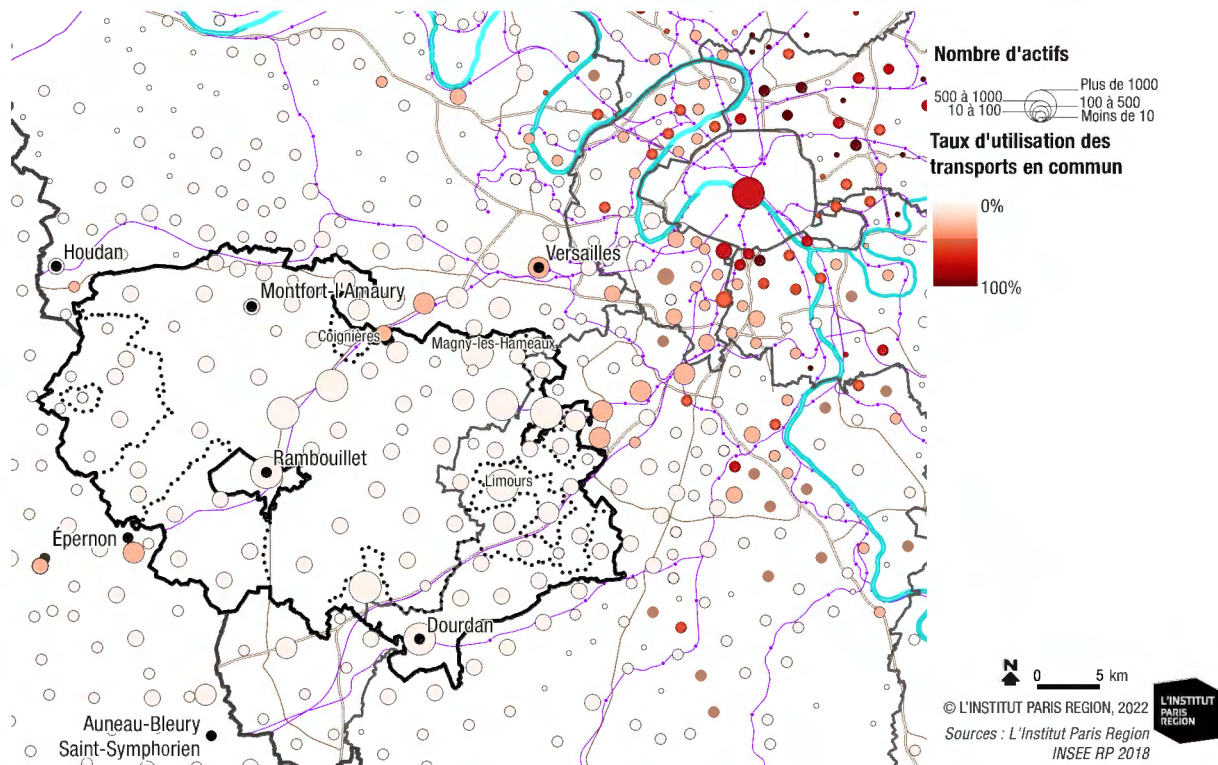 Nombre d'actifs
Plus de 1000
500 à 1000
100 à 500
10 à 100
Moins de 10
Taux d'utilisation des
transports en commun
0%
100%
Houdan
Versailles
Montfort-l'Amaury
Coignières
Magny-les-Hameaux
Rambouillet
Limours
Épernon
Dourdan
Auneau-Bleury
Saint-Symphorien
N
0 5 km
© L'INSTITUT PARIS REGION, 2022
Sources : L'Institut Paris Region
INSEE RP 2018
L'INSTITUT
PARIS
REGION